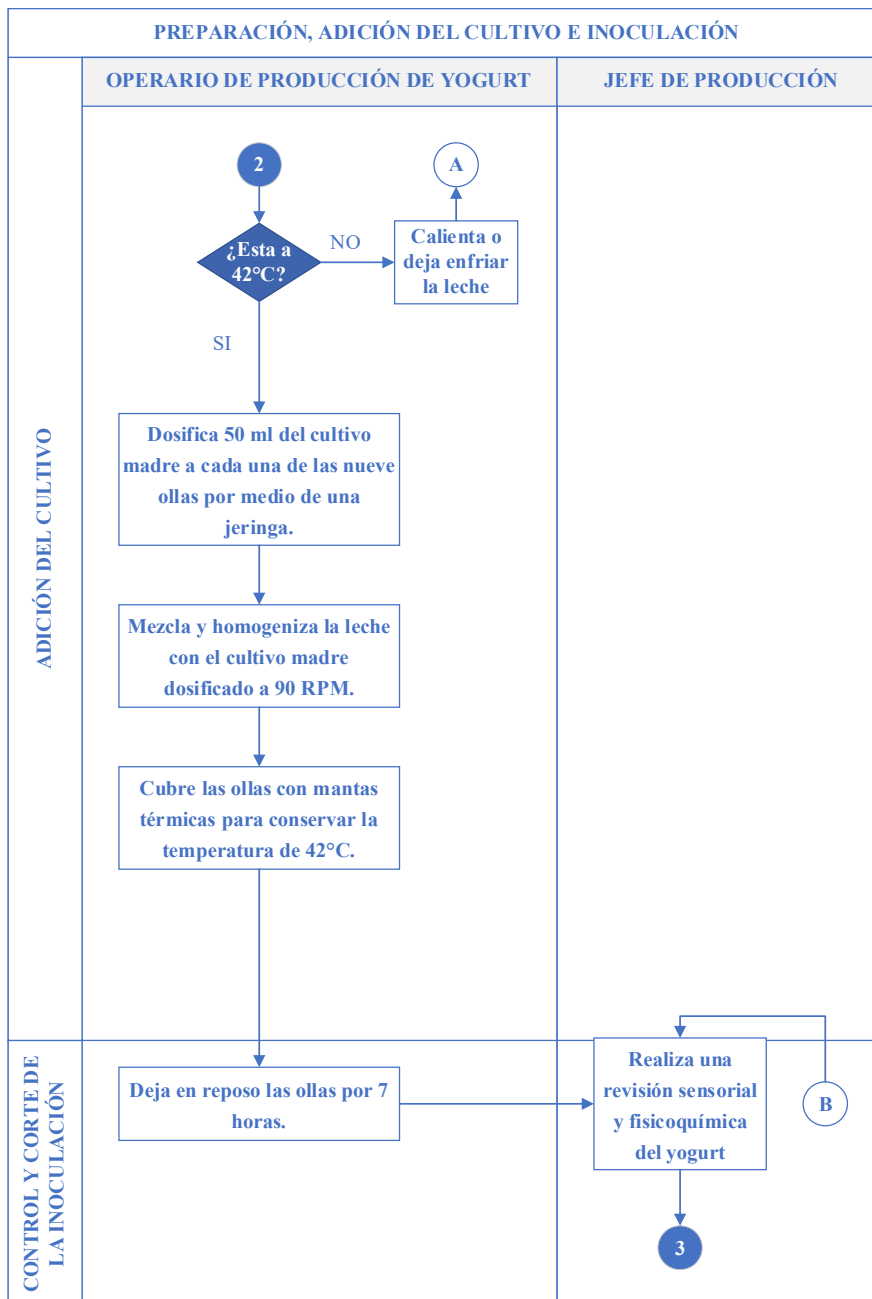 PREPARACIÓN, ADICIÓN DEL CULTIVO E INOCULACIÓN
OPERARIO DE PRODUCCIÓN DE YOGURT
JEFE DE PRODUCCIÓN
ADICIÓN DEL CULTIVO
2
A
¿Esta a
42°C?
NO
Calienta o
deja enfriar
la leche
SI
Dosifica 50 ml del cultivo
madre a cada una de las nueve
ollas por medio de una
jeringa.
Mezcla y homogeniza la leche
con el cultivo madre
dosificado a 90 RPM.
Cubre las ollas con mantas
térmicas para conservar la
temperatura de 42°C.
CONTROL Y CORTE DE
LA INOCULACIÓN
Deja en reposo las ollas por 7
horas.
Realiza una
revisión sensorial
y fisicoquímica
del yogurt
B
3